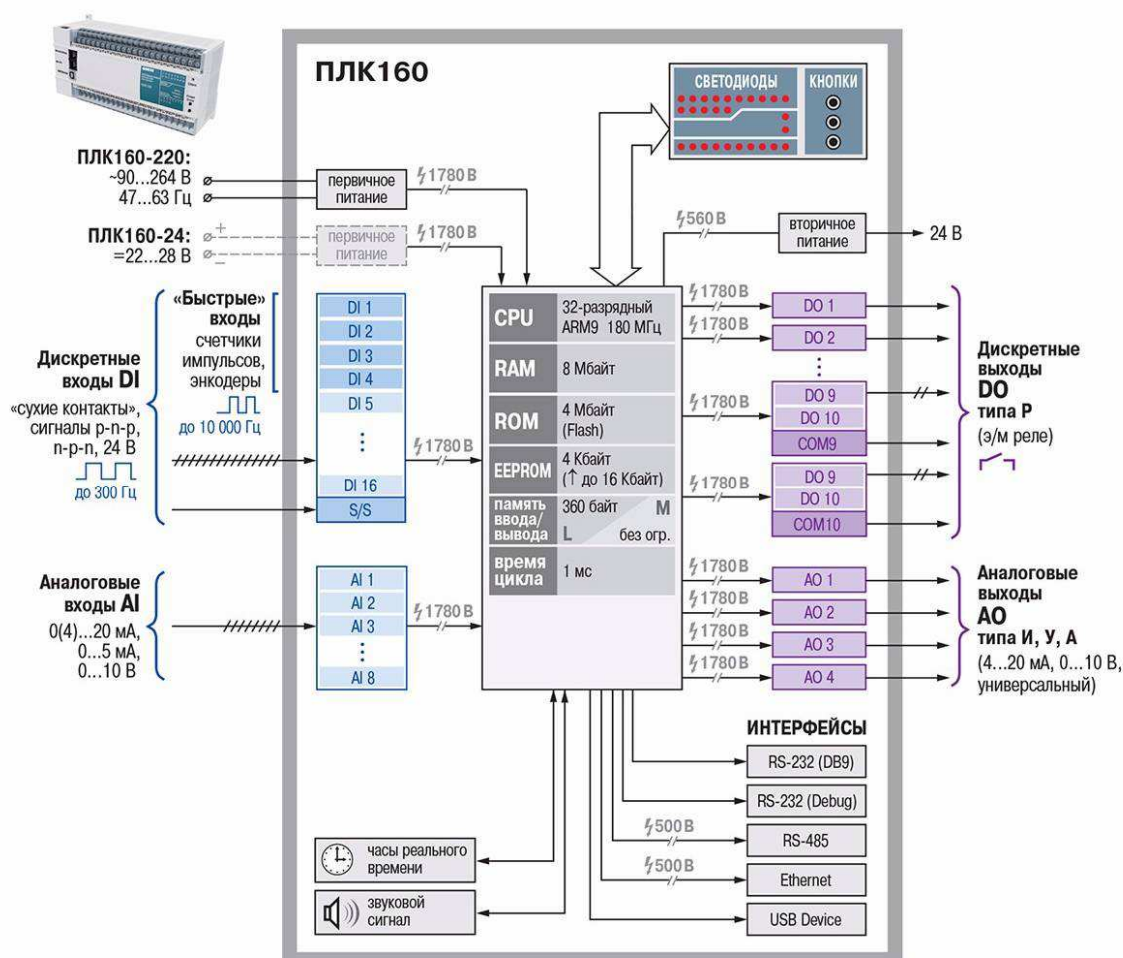 ПЛК160
СВЕТОДИОДЫ
КНОПКИ
ПЛК160-220:
~90...264 В
47...63 Гц
первичное
питание
1780 В
ПЛК160-24:
=22...28 В
+
–
первичное
питание
1780 В
560 В
вторичное
питание
24 В
«Быстрые»
входы
счетчики
импульсов,
энкодеры
до 10 000 Гц
Дискретные
входы DI
«сухие контакты»,
сигналы p-n-p,
n-p-n, 24 В
до 300 Гц
DI 1
DI 2
DI 3
DI 4
DI 5
DI 16
S/S
1780 В
Аналоговые
входы AI
0(4)...20 мА,
0...5 мА,
0...10 В
AI 1
AI 2
AI 3
AI 8
1780 В
CPU
32-разрядный
ARM9 180 МГц
RAM
8 Мбайт
ROM
4 Мбайт
(Flash)
EEPROM
4 Кбайт
(↑ до 16 Кбайт)
память
ввода/
вывода
360 байт
M
L
без огр.
время
цикла
1 мс
1780 В
DO 1
1780 В
DO 2
1780 В
DO 9
DO 10
COM9
1780 В
DO 9
DO 10
COM10
Дискретные
выходы
DO
типа Р
(э/м реле)
1780 В
AO 1
1780 В
AO 2
1780 В
AO 3
1780 В
AO 4
Аналоговые
выходы
AO
типа И, У, А
(4...20 мА, 0...10 В,
универсальный)
ИНТЕРФЕЙСЫ
RS-232 (DB9)
RS-232 (Debug)
500 В
RS-485
500 В
Ethernet
USB Device
часы реального
времени
звуковой
сигнал